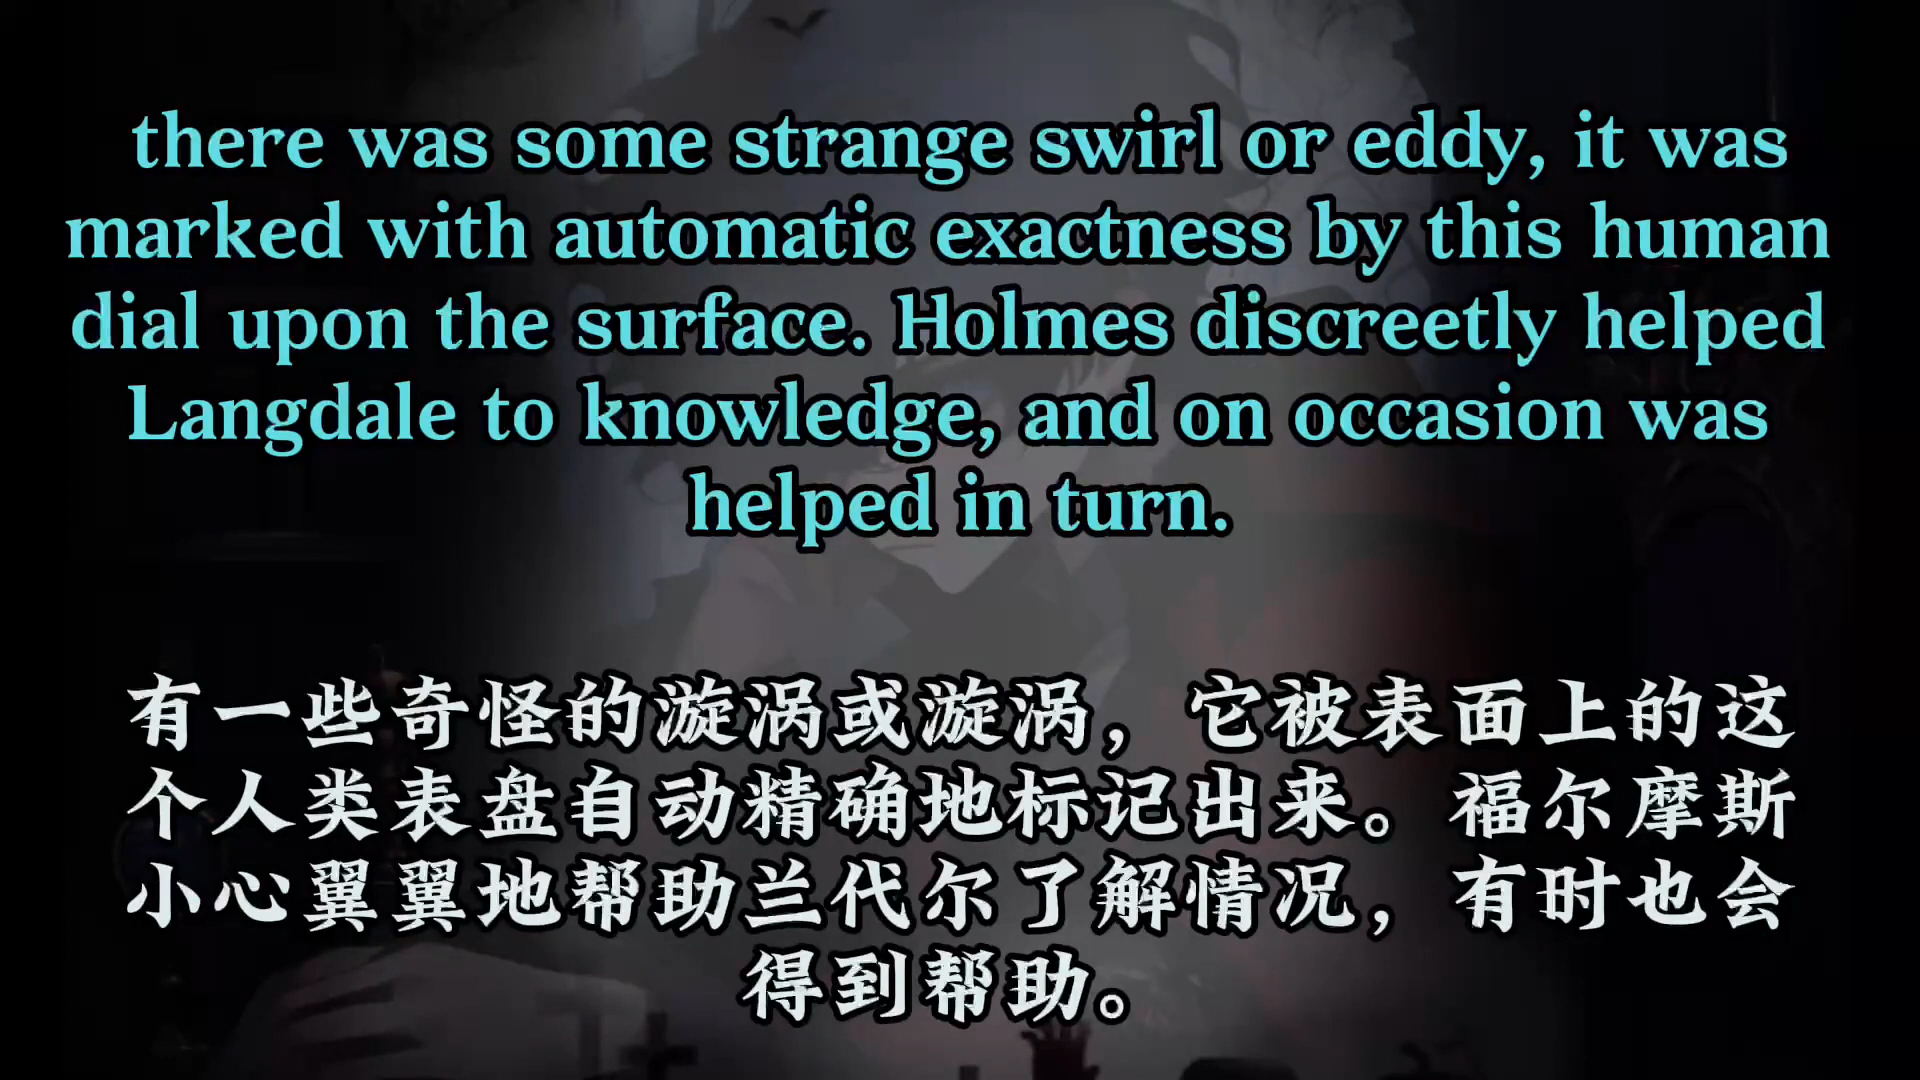 there was some strange swirl or eddy, it was
marked with automatic exactness by this human
dial upon the surface. Holmes discreetly helped
Langdale to knowledge, and on occasion was
helped in turn.
有一些奇怪的漩涡或漩涡，它被表面上的这
个人类表盘自动精确地标记出来。福尔摩斯
小心翼翼地帮助兰代尔了解情况，有时也会
得到帮助。